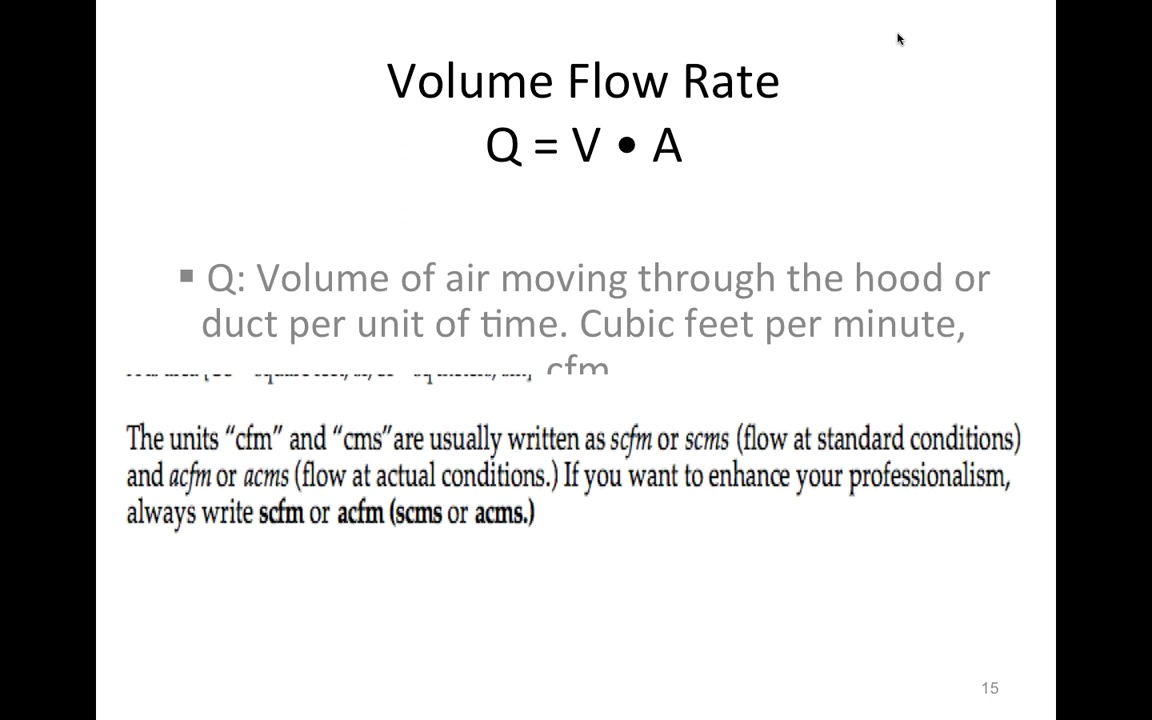 Volume Flow Rate
Q = V • A
▪ Q: Volume of air moving through the hood or
duct per unit of time. Cubic feet per minute,
cfm
The units “cfm” and “cms”are usually written as scfm or scms (flow at standard conditions)
and acfm or acms (flow at actual conditions.) If you want to enhance your professionalism,
always write scfm or acfm (scms or acms.)
15